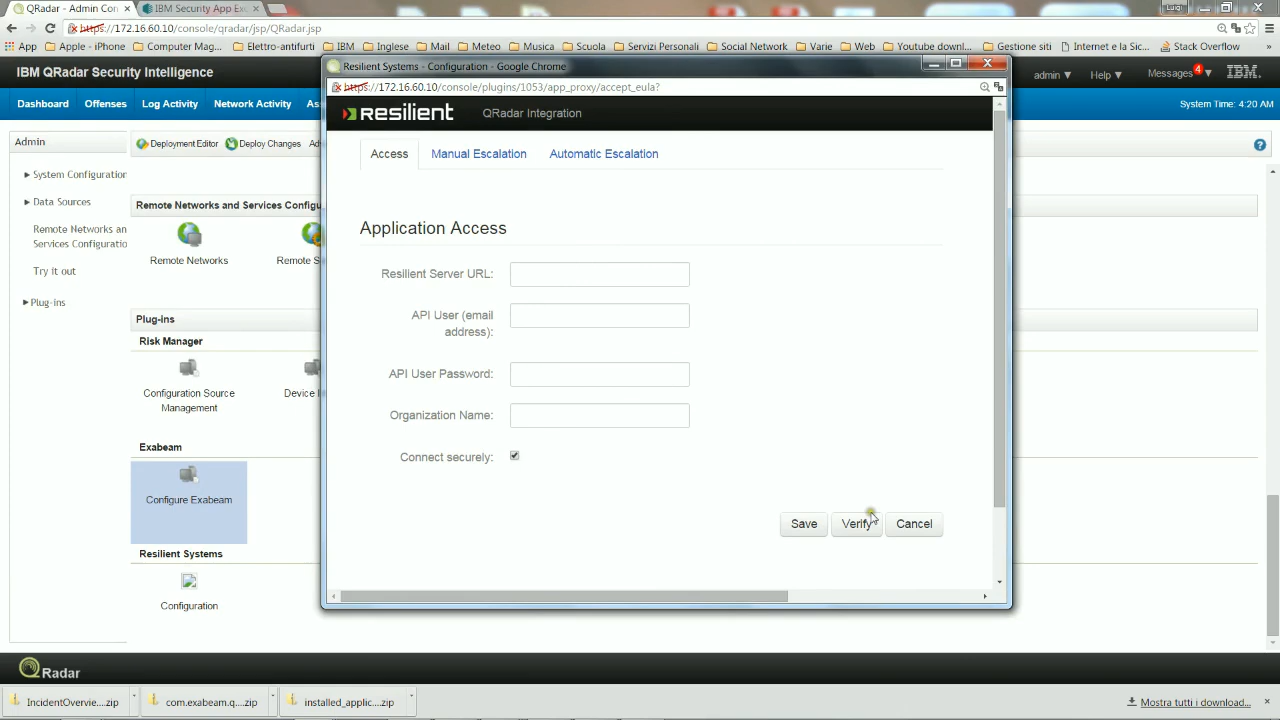 QRadar - Admin Con
IBM Security App Ex
Luigi
https://172.16.60.10/console/qradar/jsp/QRadar.jsp
App
Apple - iPhone
Computer Mag...
Elettro-antifurti
IBM
Inglese
Mail
Meteo
Musica
Scuola
Servizi Personali
Social Network
Varie
Web
Youtube downl...
Gestione siti
Internet e la Sic...
Stack Overflow
IBM QRadar Security Intelligence
admin ▼
Help ▼
Messages 4 ▼
IBM
Dashboard
Offenses
Log Activity
Network Activity
As
System Time: 4:20 AM
Admin
Deployment Editor
Deploy Changes
Ad
System Configuration
Data Sources
Remote Networks an
Services Configuratio
Try it out
Plug-ins
Remote Networks and Services Configu
Remote Networks
Remote S
Plug-ins
Risk Manager
Configuration Source
Management
Device
Exabeam
Configure Exabeam
Resilient Systems
Configuration
Resilient Systems - Configuration - Google Chrome
https://172.16.60.10/console/plugins/1053/app_proxy/accept_eula?
resilient
QRadar Integration
Access
Manual Escalation
Automatic Escalation
Application Access
Resilient Server URL:
API User (email
address):
API User Password:
Organization Name:
Connect securely:
Save
Verify
Cancel
QRadar
IncidentOvervie....zip
com.exabeam.q....zip
installed_applic....zip
Mostra tutti i download...